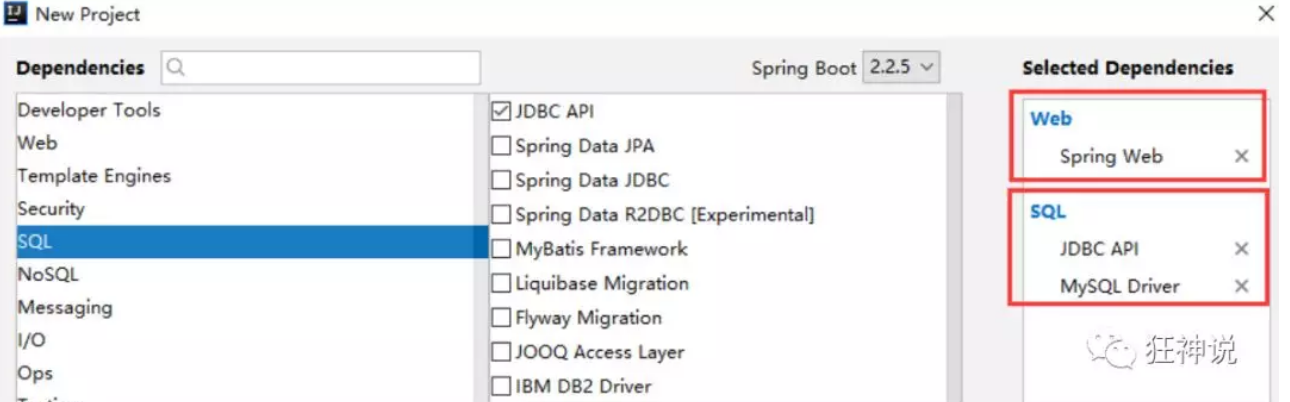 New Project
Dependencies
Spring Boot 2.2.5
Selected Dependencies
Developer Tools
Web
Template Engines
Security
SQL
NoSQL
Messaging
I/O
Ops
JDBC API
Spring Data JPA
Spring Data JDBC
Spring Data R2DBC [Experimental]
MyBatis Framework
Liquibase Migration
Flyway Migration
JOOQ Access Layer
IBM DB2 Driver
Web
Spring Web
SQL
JDBC API
MySQL Driver
狂神说